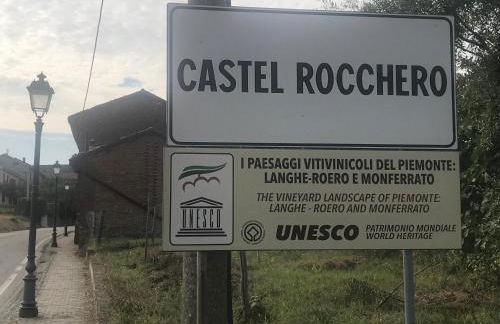 CASTEL ROCCHERO
I PAESAGGI VITIVINICOLI DEL PIEMONTE:
LANGHE-ROERO E MONFERRATO
THE VINEYARD LANDSCAPE OF PIEMONTE:
LANGHE - ROERO AND MONFERRATO
UNESCO
UNESCO PATRIMONIO MONDIALE
WORLD HERITAGE